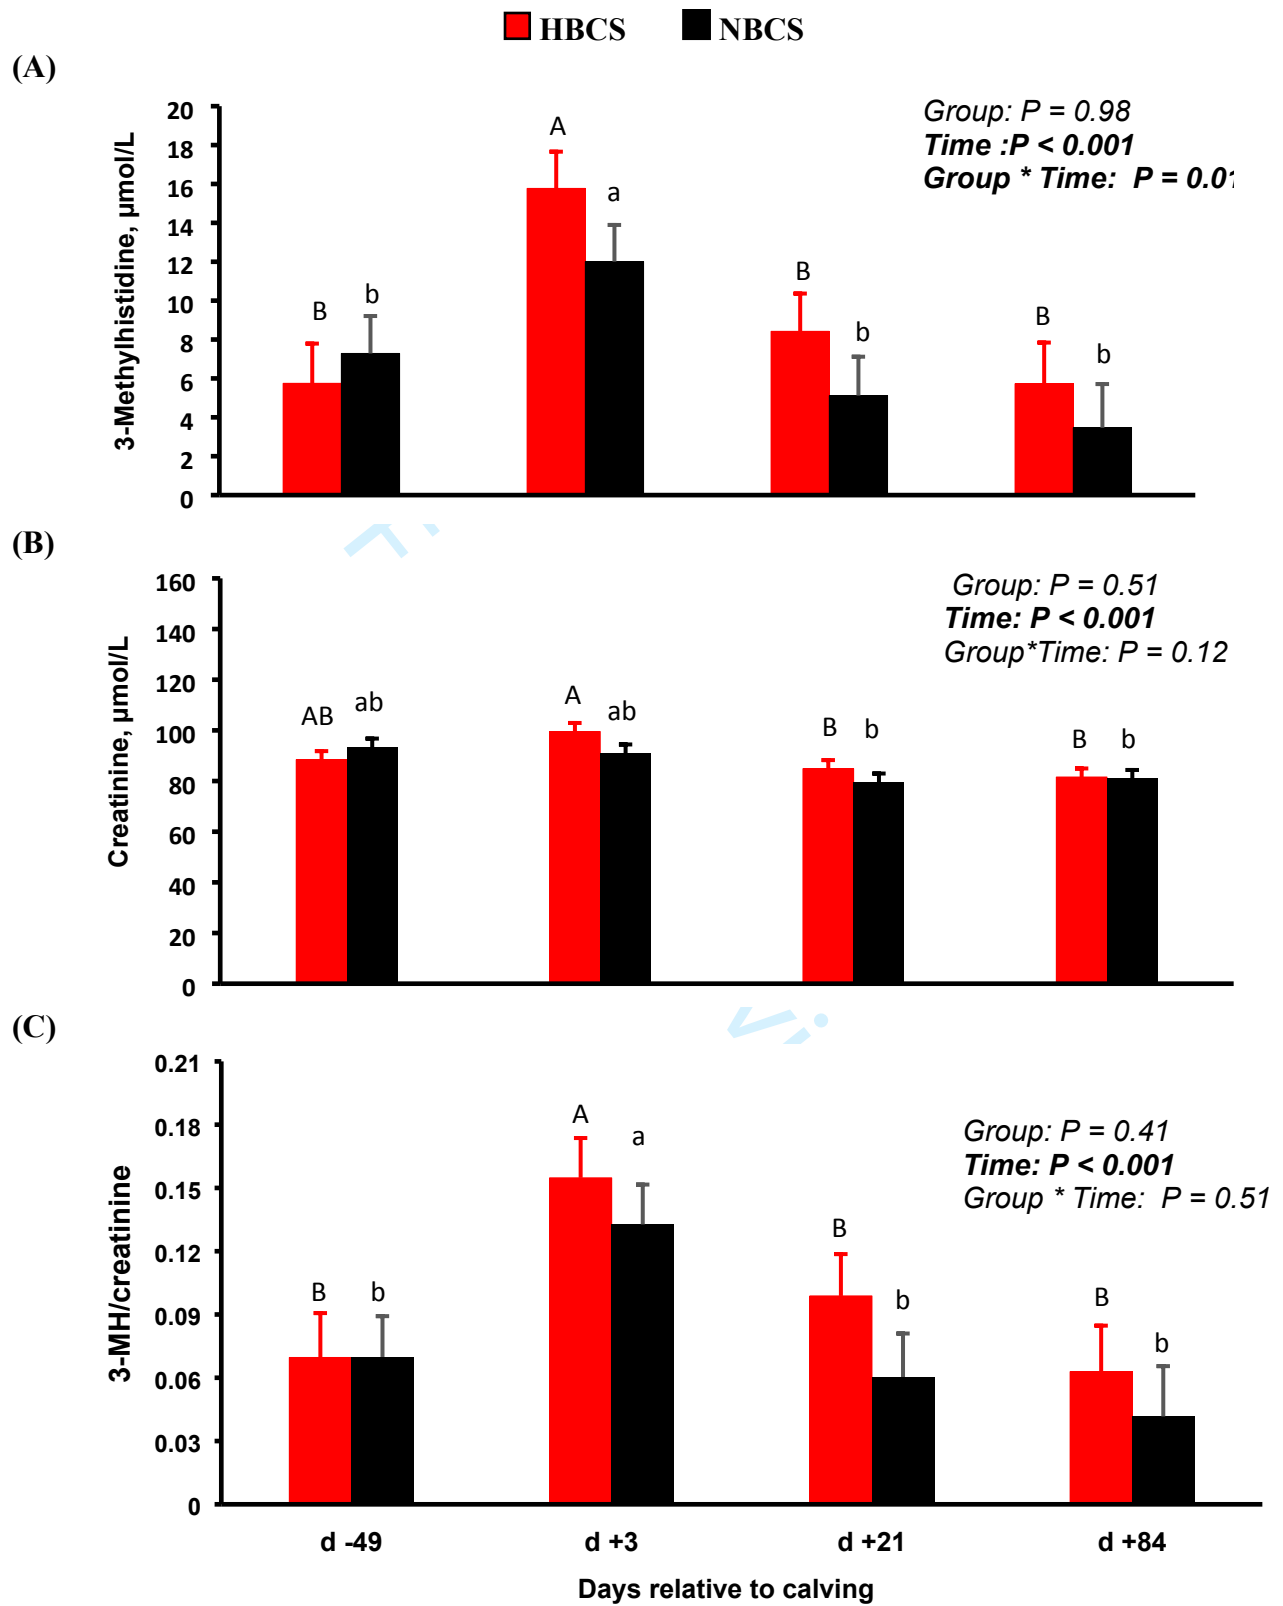 HBCS NBCS
(A)
3-Methylhistidine, µmol/L
20
18
16
14
12
10
8
6
4
2
0
B b A a B b B b
Group: P = 0.98
Time :P < 0.001
Group * Time: P = 0.01
(B)
Creatinine, µmol/L
160
140
120
100
80
60
40
20
0
AB ab A ab B b B b
Group: P = 0.51
Time: P < 0.001
Group*Time: P = 0.12
(C)
3-MH/creatinine
0.21
0.18
0.15
0.12
0.09
0.06
0.03
0
B b A a B b B b
Group: P = 0.41
Time: P < 0.001
Group * Time: P = 0.51
d -49 d +3 d +21 d +84
Days relative to calving